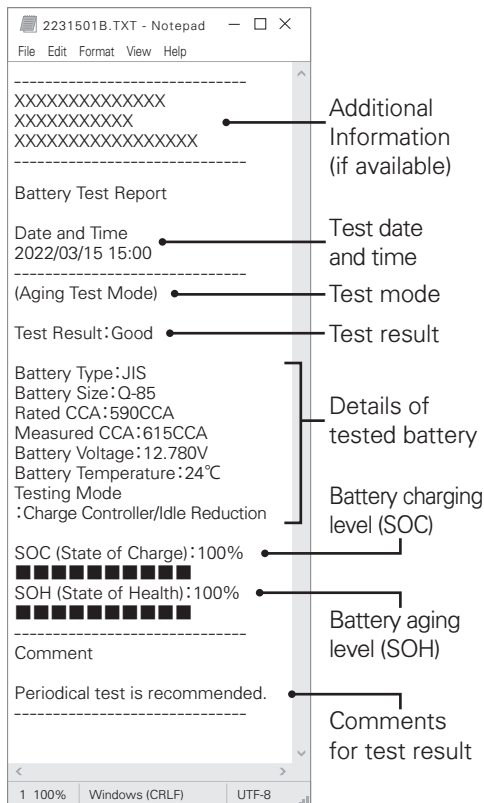 2231501B.TXT - Notepad
File Edit Format View Help
-----------------------------
XXXXXXXXXXXXXX
XXXXXXXXXXX
XXXXXXXXXXXXXXXXX
-----------------------------
Battery Test Report
Date and Time
2022/03/15 15:00
-----------------------------
(Aging Test Mode)
Test Result:Good
Battery Type:JIS
Battery Size:Q-85
Rated CCA:590CCA
Measured CCA:615CCA
Battery Voltage:12.780V
Battery Temperature:24℃
Testing Mode
:Charge Controller/Idle Reduction
SOC (State of Charge):100%
■■■■■■■■■■
SOH (State of Health):100%
■■■■■■■■■■
-----------------------------
Comment
Periodical test is recommended.
-----------------------------
1 100% Windows (CRLF) UTF-8
Additional
Information
(if available)
Test date
and time
Test mode
Test result
Details of
tested battery
Battery charging
level (SOC)
Battery aging
level (SOH)
Comments
for test result